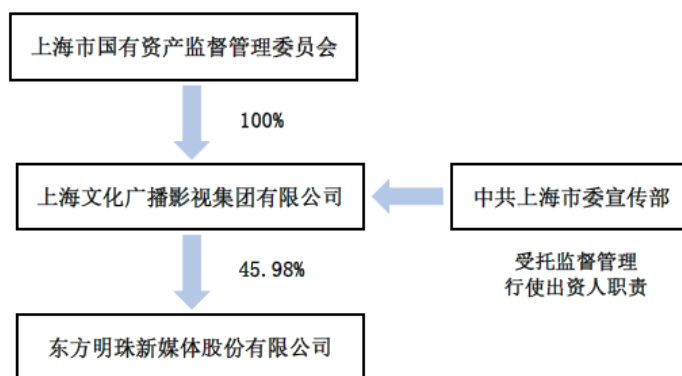 上海市国有资产监督管理委员会
100%
上海文化广播影视集团有限公司
中共上海市委宣传部
45.98%
受托监督管理
行使出资人职责
东方明珠新媒体股份有限公司